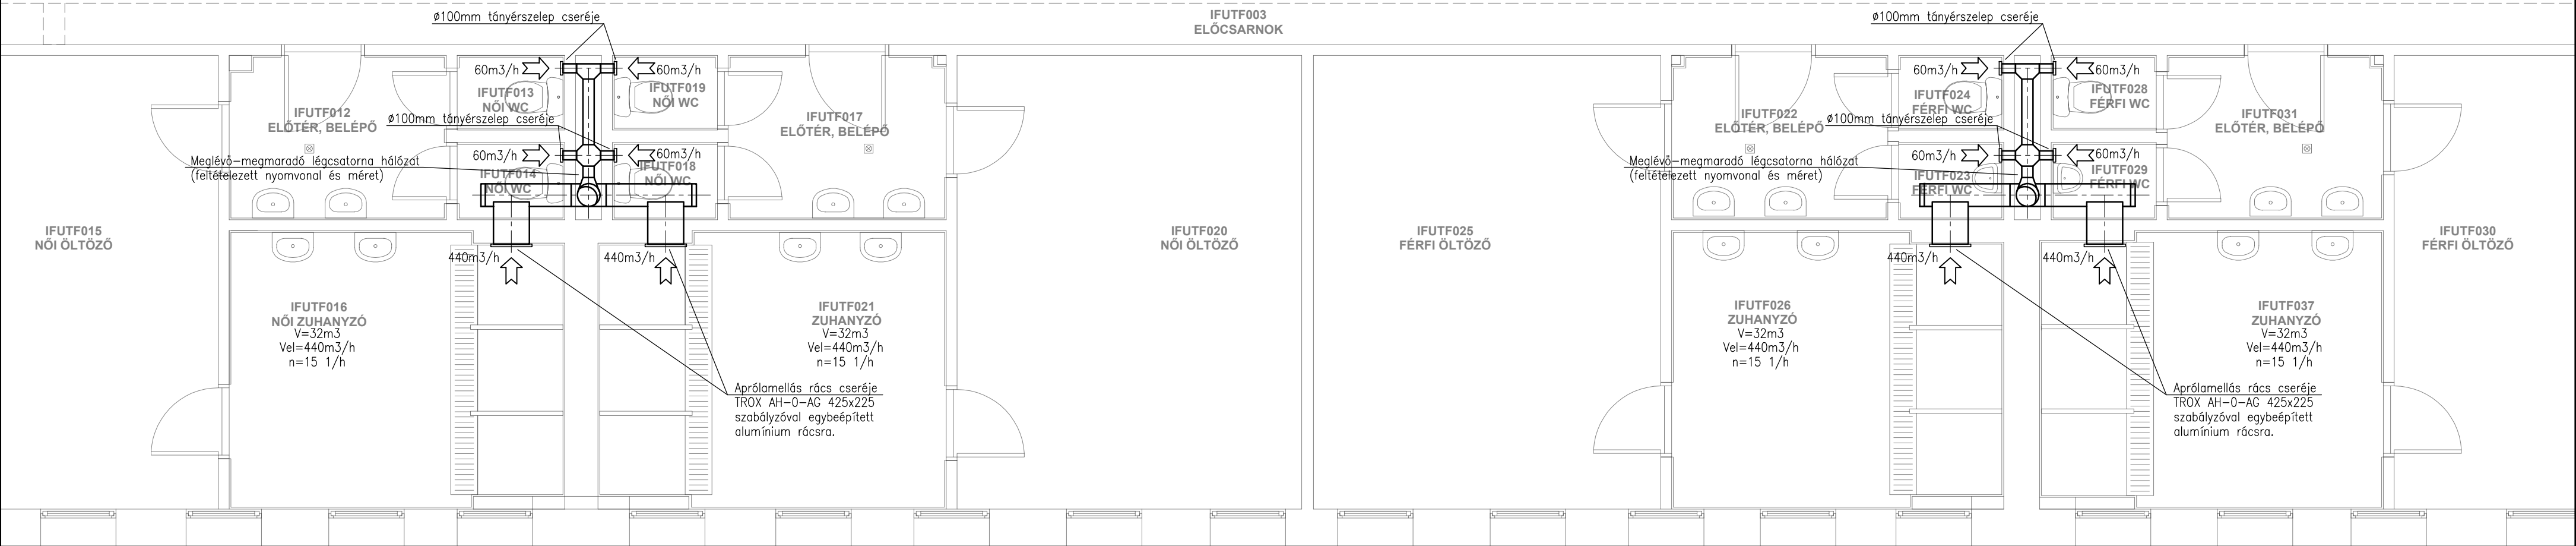 IFUTF003
ELŐCSARNOK
ø100mm tányérszelep cseréje
60m3/h
60m3/h
IFUTF013
NŐI WC
IFUTF019
NŐI WC
IFUTF012
ELŐTÉR, BELÉPŐ
ø100mm tányérszelep cseréje
IFUTF017
ELŐTÉR, BELÉPŐ
60m3/h
60m3/h
Meglévő-megmaradó légcsatorna hálózat
(feltételezett nyomvonal és méret)
IFUTF014
NŐI WC
IFUTF018
NŐI WC
IFUTF015
NŐI ÖLTÖZŐ
440m3/h
440m3/h
IFUTF016
NŐI ZUHANYZÓ
V=32m3
Vel=440m3/h
n=15 1/h
IFUTF021
ZUHANYZÓ
V=32m3
Vel=440m3/h
n=15 1/h
Aprólamellás rács cseréje
TROX AH-0-AG 425x225
szabályzóval egybeépített
alumínium rácsra.
IFUTF020
NŐI ÖLTÖZŐ
IFUTF025
FÉRFI ÖLTÖZŐ
ø100mm tányérszelep cseréje
60m3/h
60m3/h
IFUTF024
FÉRFI WC
IFUTF028
FÉRFI WC
IFUTF022
ELŐTÉR, BELÉPŐ
ø100mm tányérszelep cseréje
IFUTF031
ELŐTÉR, BELÉPŐ
60m3/h
60m3/h
Meglévő-megmaradó légcsatorna hálózat
(feltételezett nyomvonal és méret)
IFUTF023
FÉRFI WC
IFUTF029
FÉRFI WC
440m3/h
440m3/h
IFUTF026
ZUHANYZÓ
V=32m3
Vel=440m3/h
n=15 1/h
IFUTF037
ZUHANYZÓ
V=32m3
Vel=440m3/h
n=15 1/h
Aprólamellás rács cseréje
TROX AH-0-AG 425x225
szabályzóval egybeépített
alumínium rácsra.
IFUTF030
FÉRFI ÖLTÖZŐ